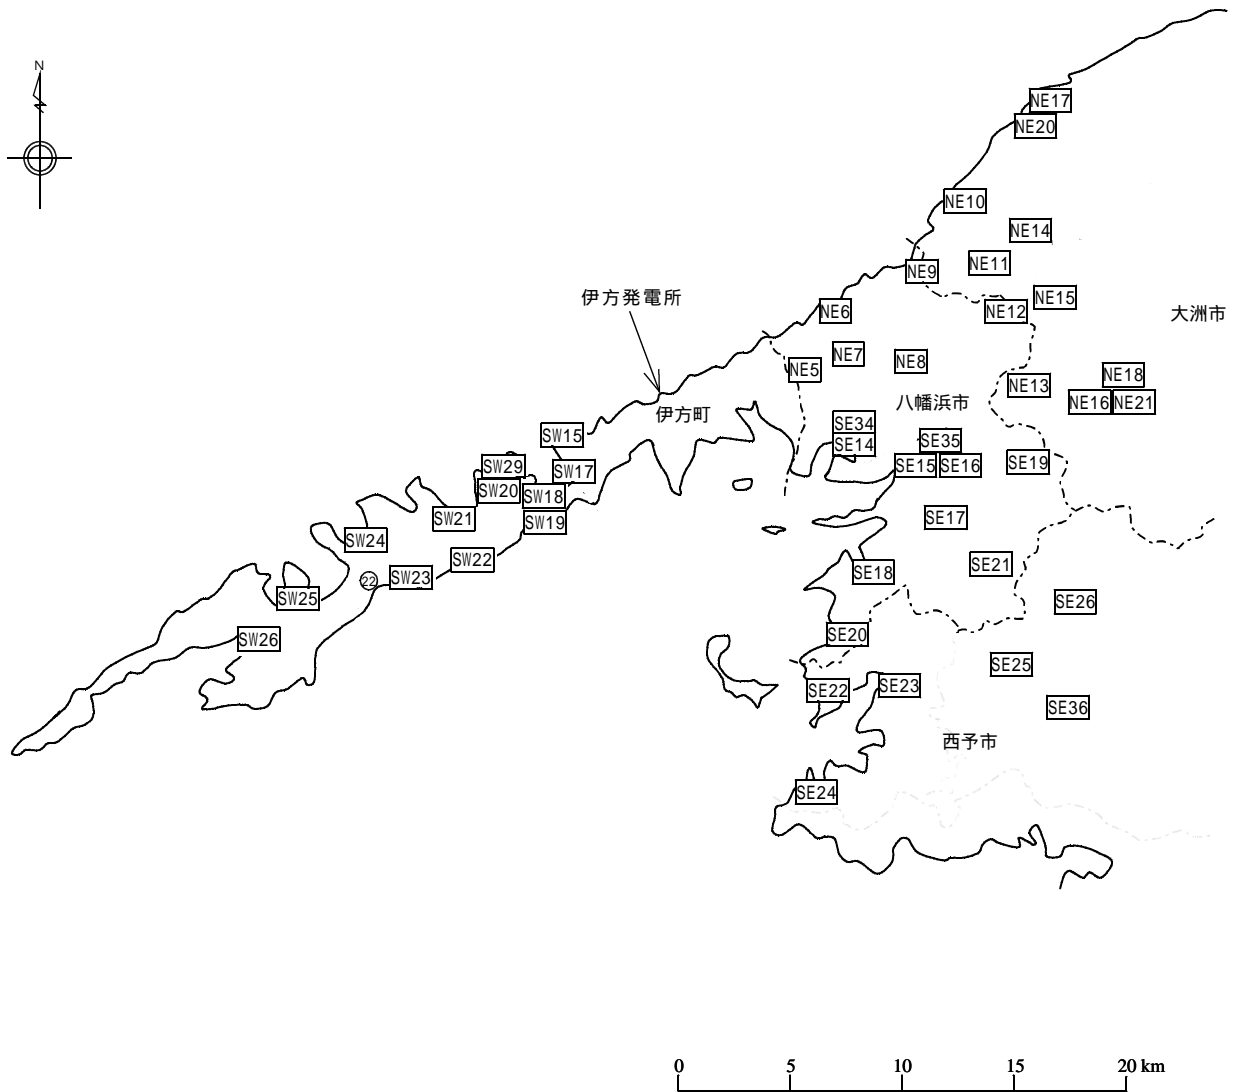 N
NE17
NE20
NE10
NE14
NE11
NE9
伊方発電所
NE15
NE6
NE12
大洲市
NE7
NE8
NE5
NE18
NE13
伊方町
八幡浜市
NE16
NE21
SE34
SW15
SE14
SE35
SW29
SW17
SE15
SE16
SE19
SW20
SW18
SW21
SW19
SE17
SW24
SW22
SE21
SE18
22
SW23
SW25
SE26
SW26
SE20
SE25
SE22
SE23
SE36
西予市
SE24
0 5 10 15 20 km